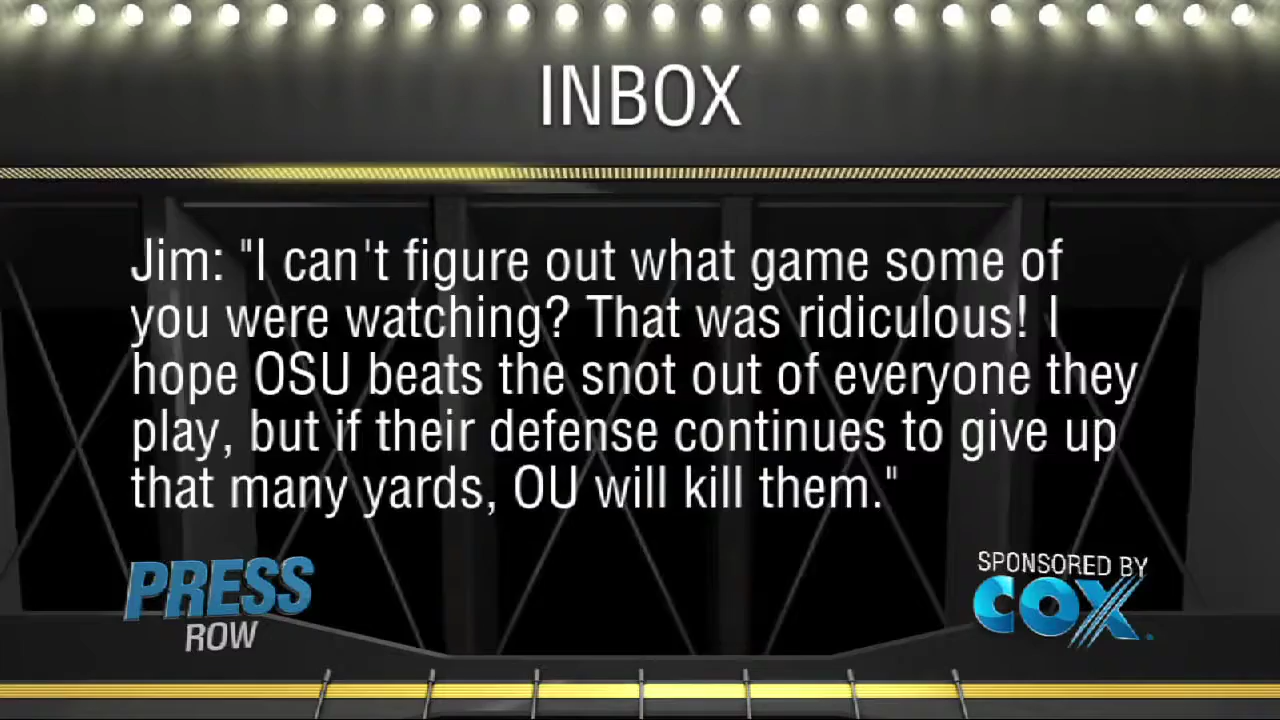 INBOX
Jim: "I can't figure out what game some of
you were watching? That was ridiculous! I
hope OSU beats the snot out of everyone they
play, but if their defense continues to give up
that many yards, OU will kill them."
PRESS
ROW
SPONSORED BY
COX